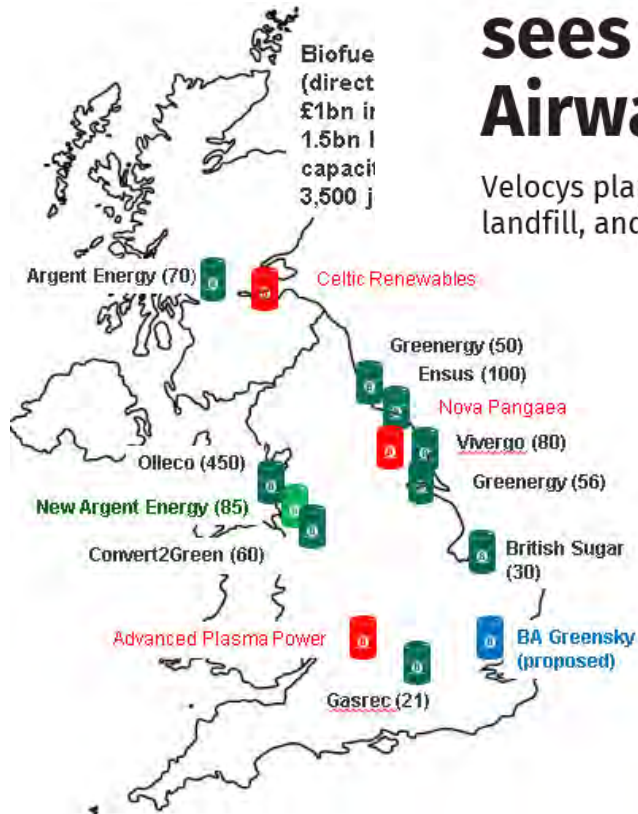 sees
Airwa
Biofue
(direct
£1bn in
1.5bn l
capacit
3,500 j
Velocys pla
landfill, and
Argent Energy (70)
Celtic Renewables
Greenergy (50)
Ensus (100)
Nova Pangaea
Vivergo (80)
Olleco (450)
Greenergy (56)
New Argent Energy (85)
Convert2Green (60)
British Sugar
(30)
Advanced Plasma Power
BA Greensky
(proposed)
Gasrec (21)